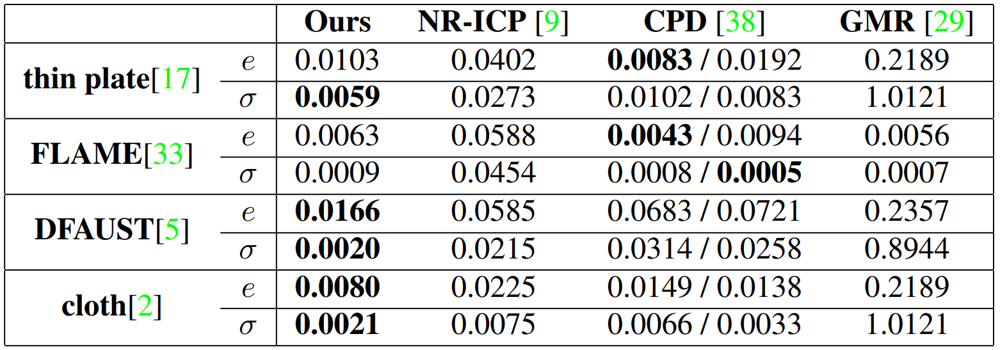 Ours NR-ICP [9] CPD [38] GMR [29]
thin plate[17] e 0.0103 0.0402 0.0083 / 0.0192 0.2189
σ 0.0059 0.0273 0.0102 / 0.0083 1.0121
FLAME[33] e 0.0063 0.0588 0.0043 / 0.0094 0.0056
σ 0.0009 0.0454 0.0008 / 0.0005 0.0007
DFAUST[5] e 0.0166 0.0585 0.0683 / 0.0721 0.2357
σ 0.0020 0.0215 0.0314 / 0.0258 0.8944
cloth[2] e 0.0080 0.0225 0.0149 / 0.0138 0.2189
σ 0.0021 0.0075 0.0066 / 0.0033 1.0121